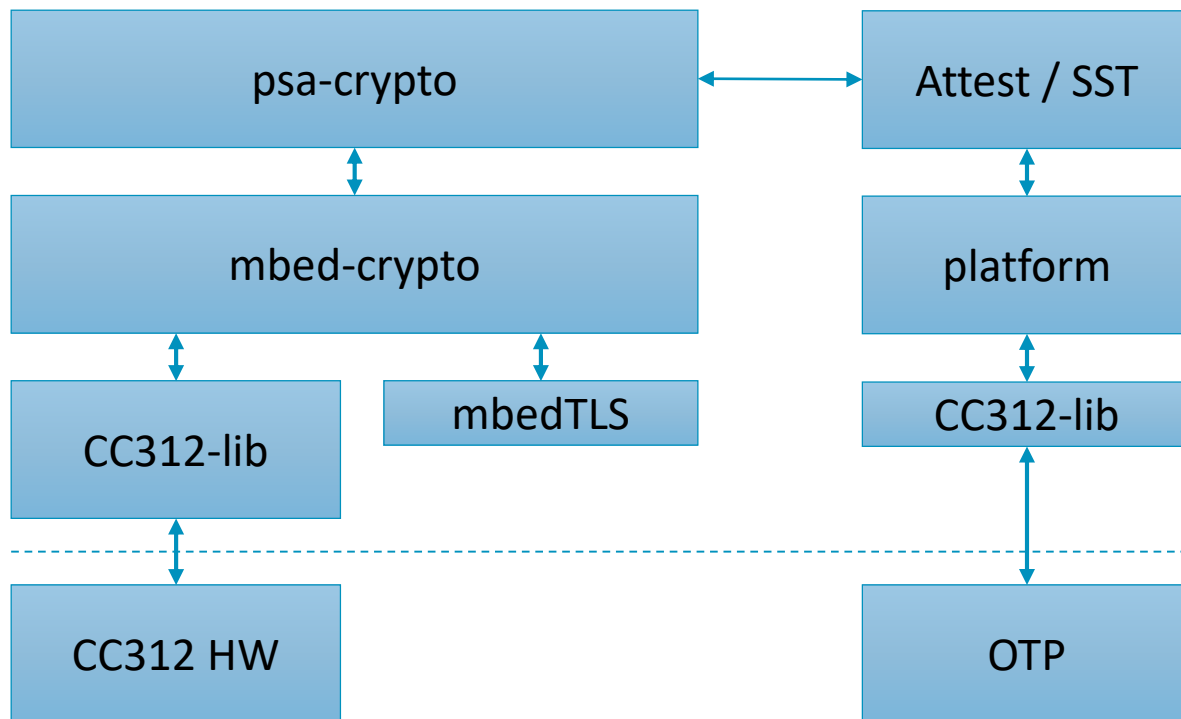 psa-crypto
Attest / SST
mbed-crypto
platform
CC312-lib
mbedTLS
CC312-lib
CC312 HW
OTP